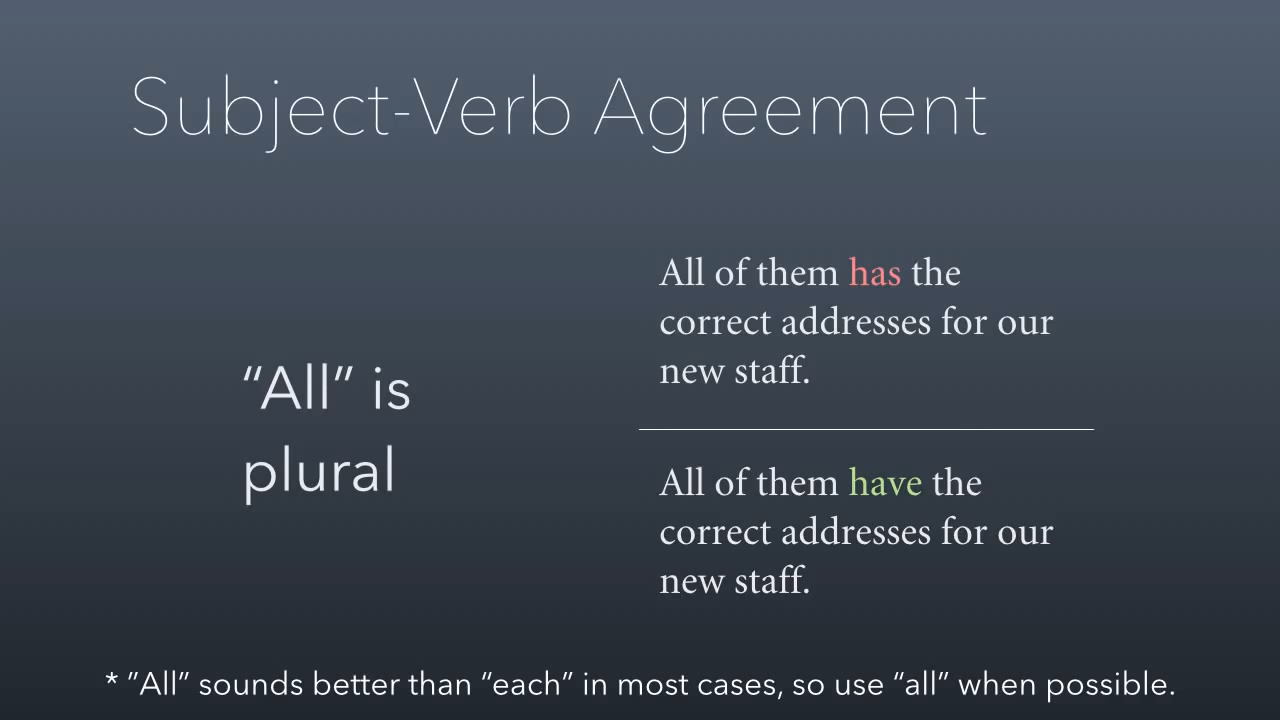 Subject-Verb Agreement
“All” is
plural
All of them has the
correct addresses for our
new staff.
All of them have the
correct addresses for our
new staff.
* ”All” sounds better than “each” in most cases, so use “all” when possible.